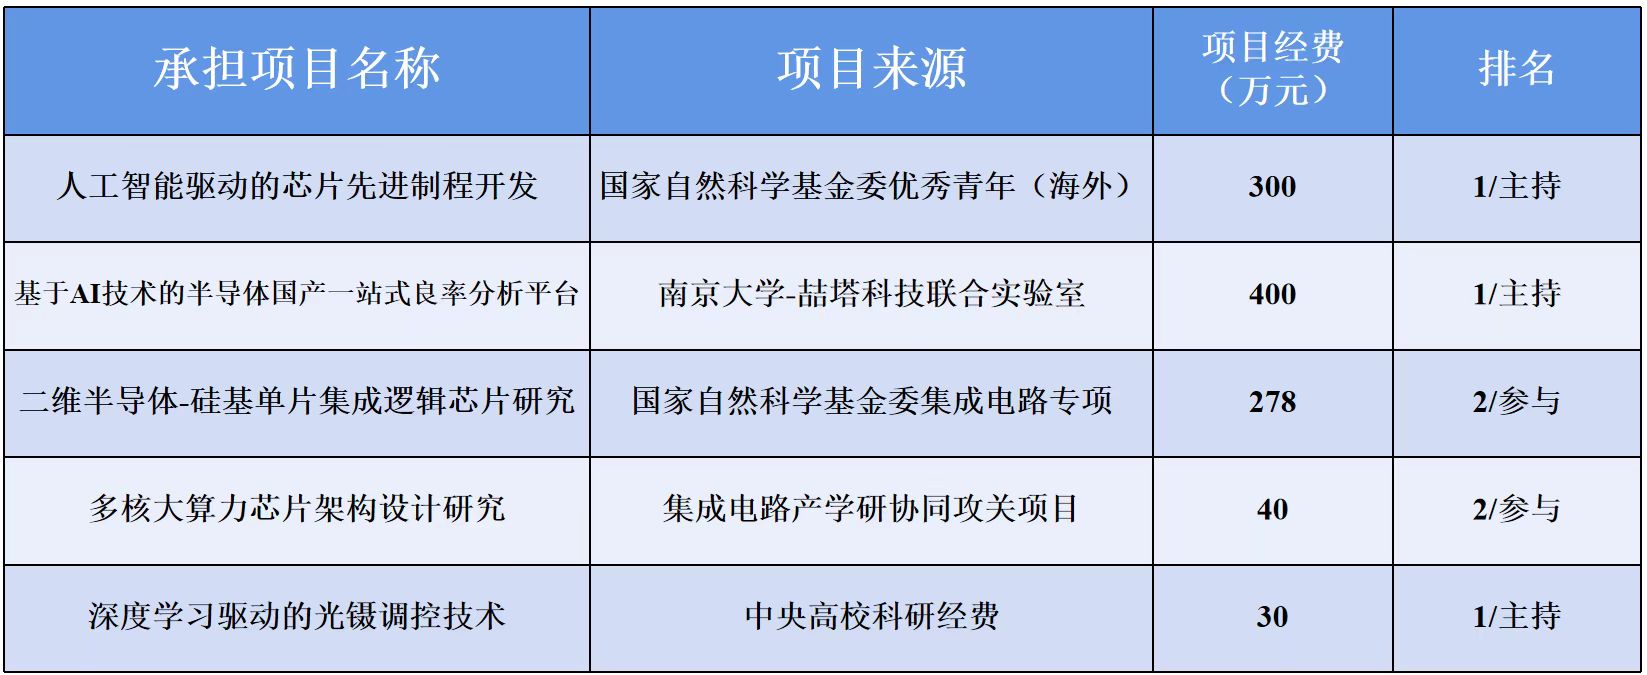 承担项目名称
项目来源
项目经费
（万元）
排名
人工智能驱动的芯片先进制程开发
国家自然科学基金委优秀青年（海外）
300
1/主持
基于AI技术的半导体国产一站式良率分析平台
南京大学-喆塔科技联合实验室
400
1/主持
二维半导体-硅基单片集成逻辑芯片研究
国家自然科学基金委集成电路专项
278
2/参与
多核大算力芯片架构设计研究
集成电路产学研协同攻关项目
40
2/参与
深度学习驱动的光镊调控技术
中央高校科研经费
30
1/主持